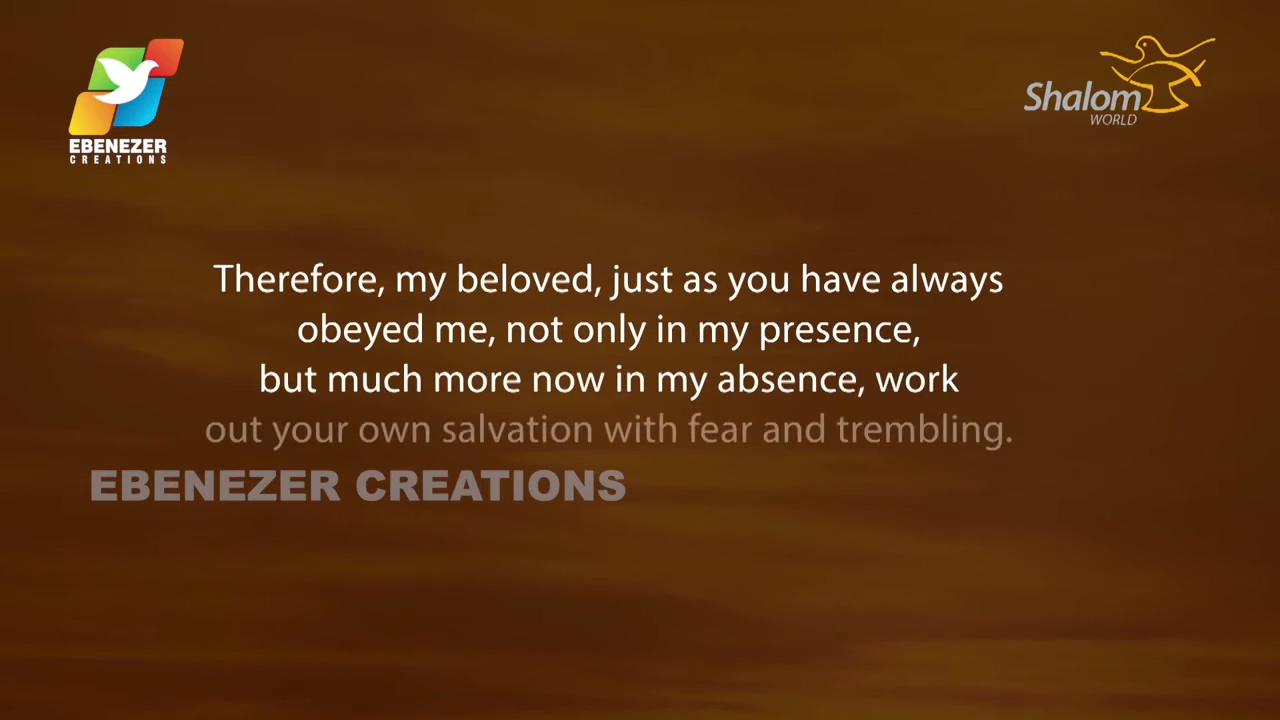 EBENEZER
CREATIONS
Shalom
WORLD
Therefore, my beloved, just as you have always
obeyed me, not only in my presence,
but much more now in my absence, work
out your own salvation with fear and trembling.
EBENEZER CREATIONS